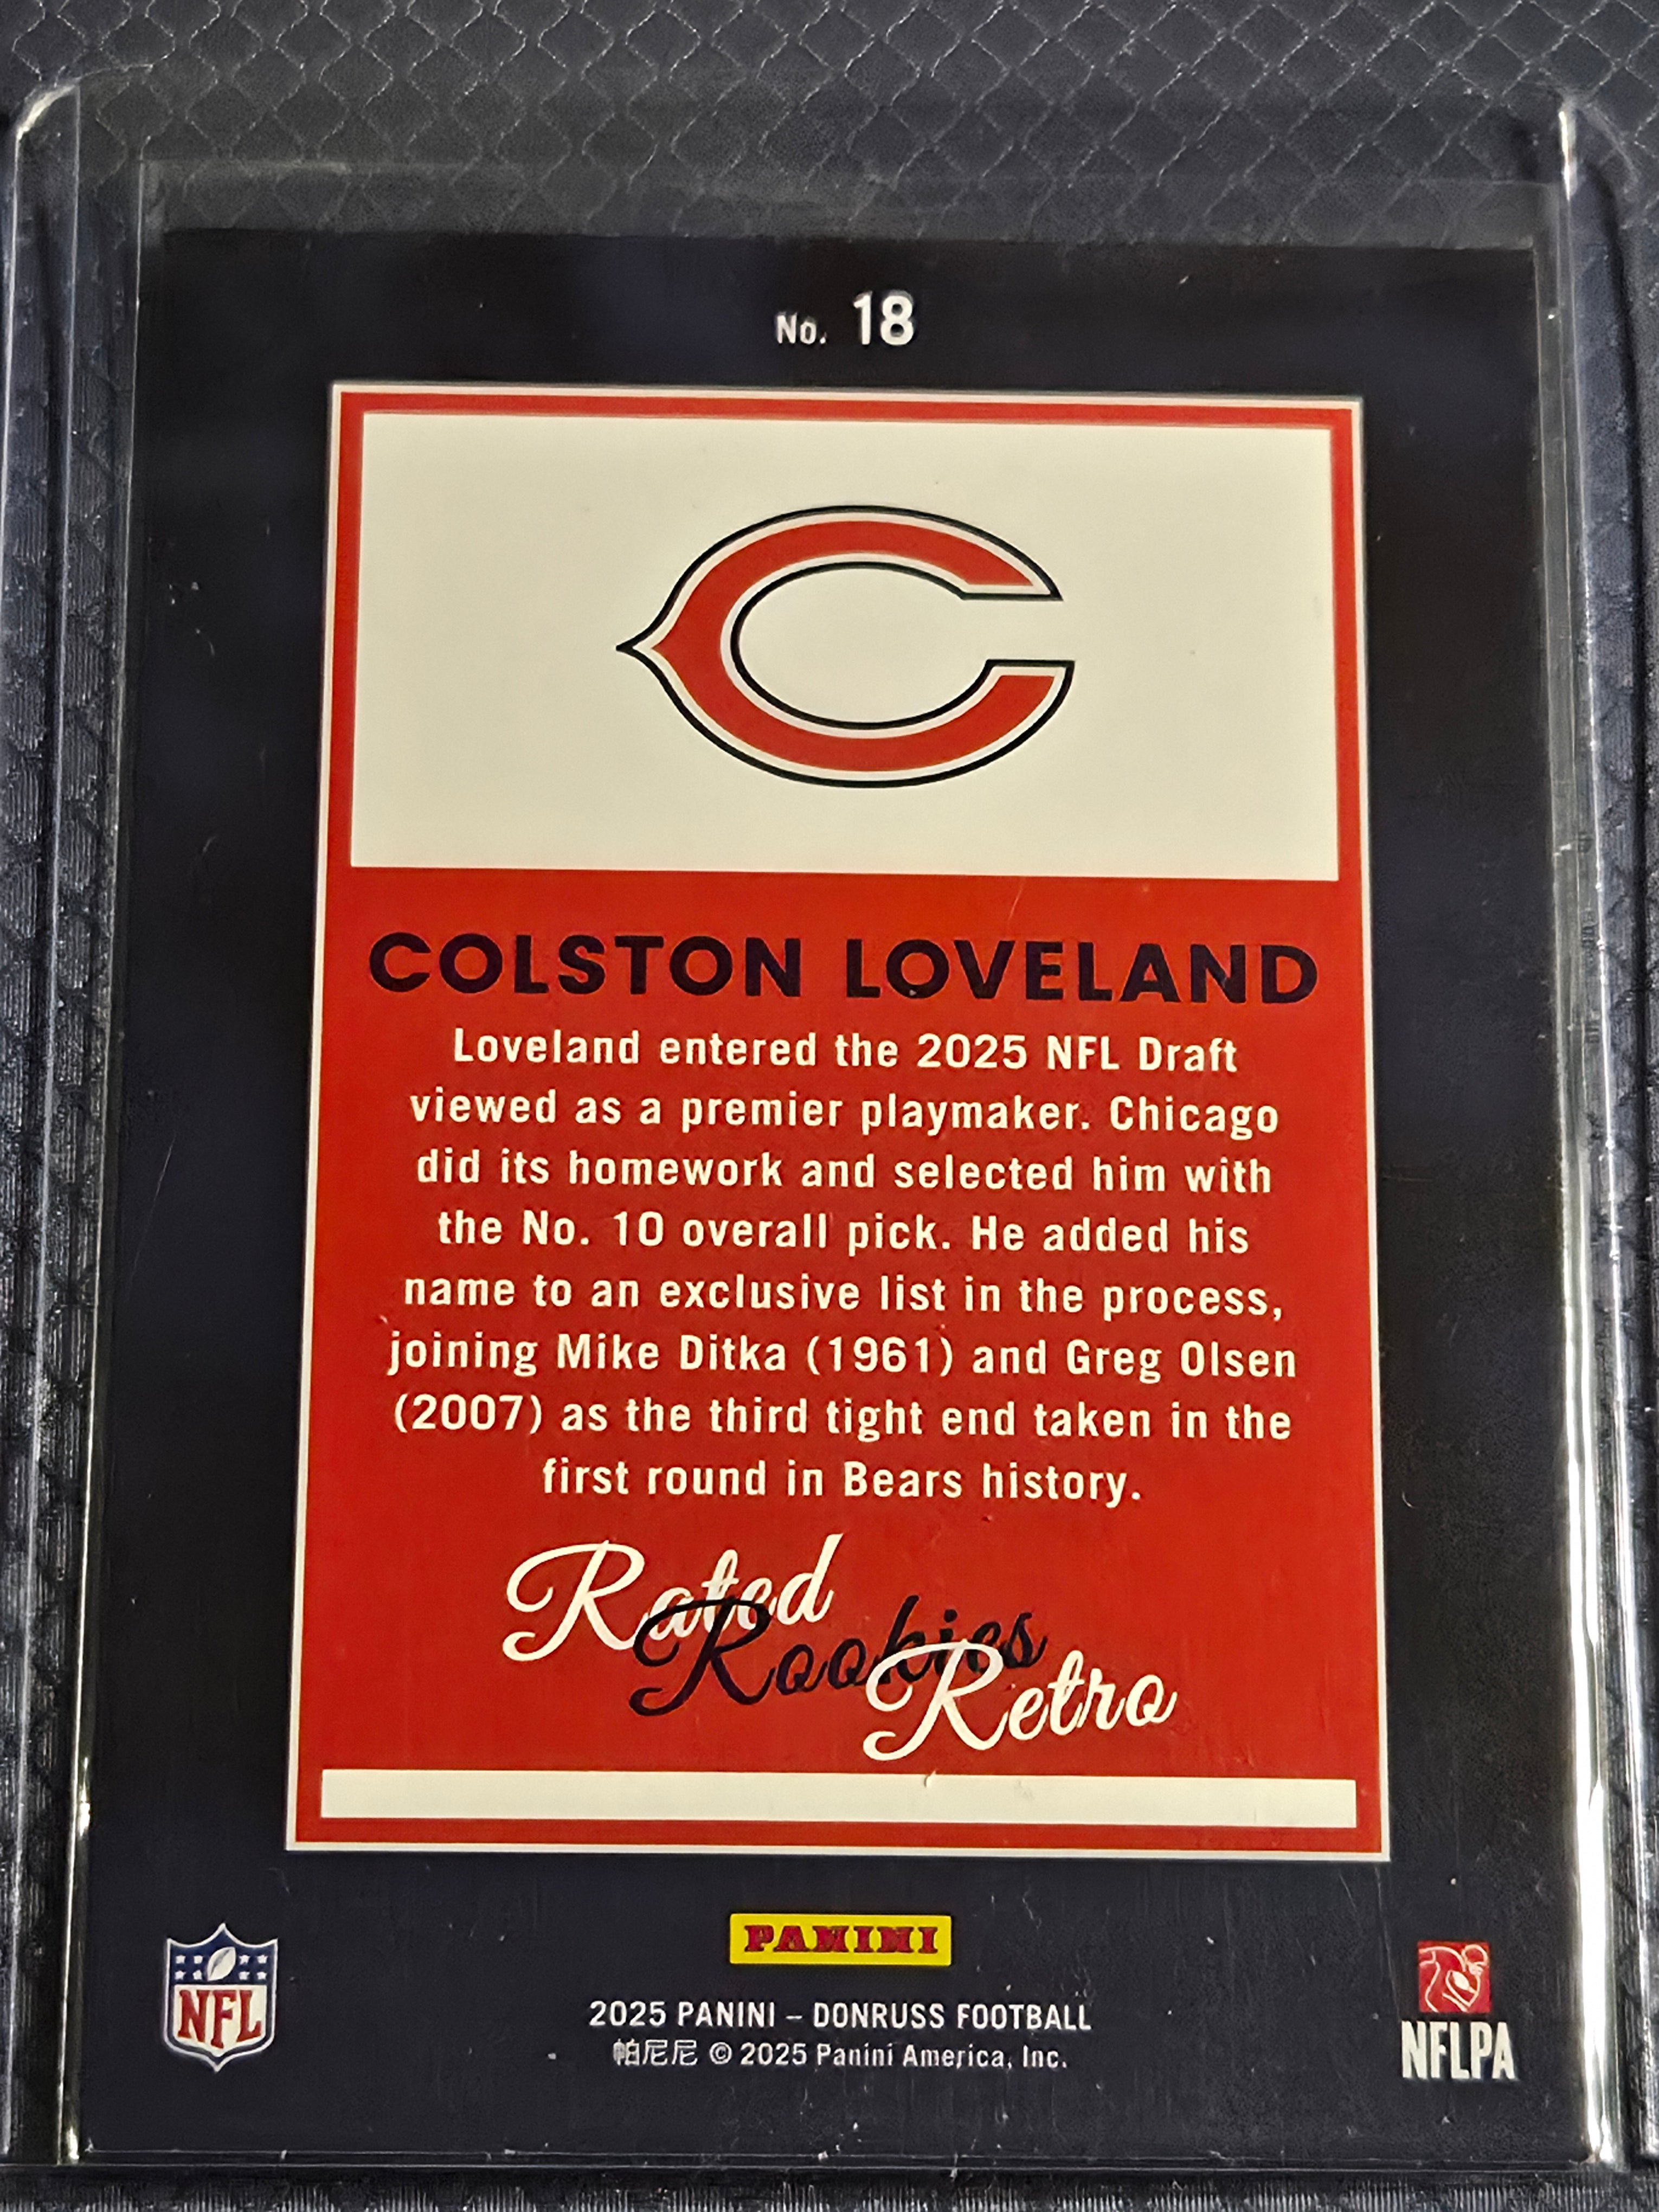 No. 18
COLSTON LOVELAND
Loveland entered the 2025 NFL Draft
viewed as a premier playmaker. Chicago
did its homework and selected him with
the No. 10 overall pick. He added his
name to an exclusive list in the process,
joining Mike Ditka (1961) and Greg Olsen
(2007) as the third tight end taken in the
first round in Bears history.
Rated
Rookies
Retro
PANINI
NFL
2025 PANINI – DONRUSS FOOTBALL
帕尼尼 © 2025 Panini America, Inc.
NFLPA